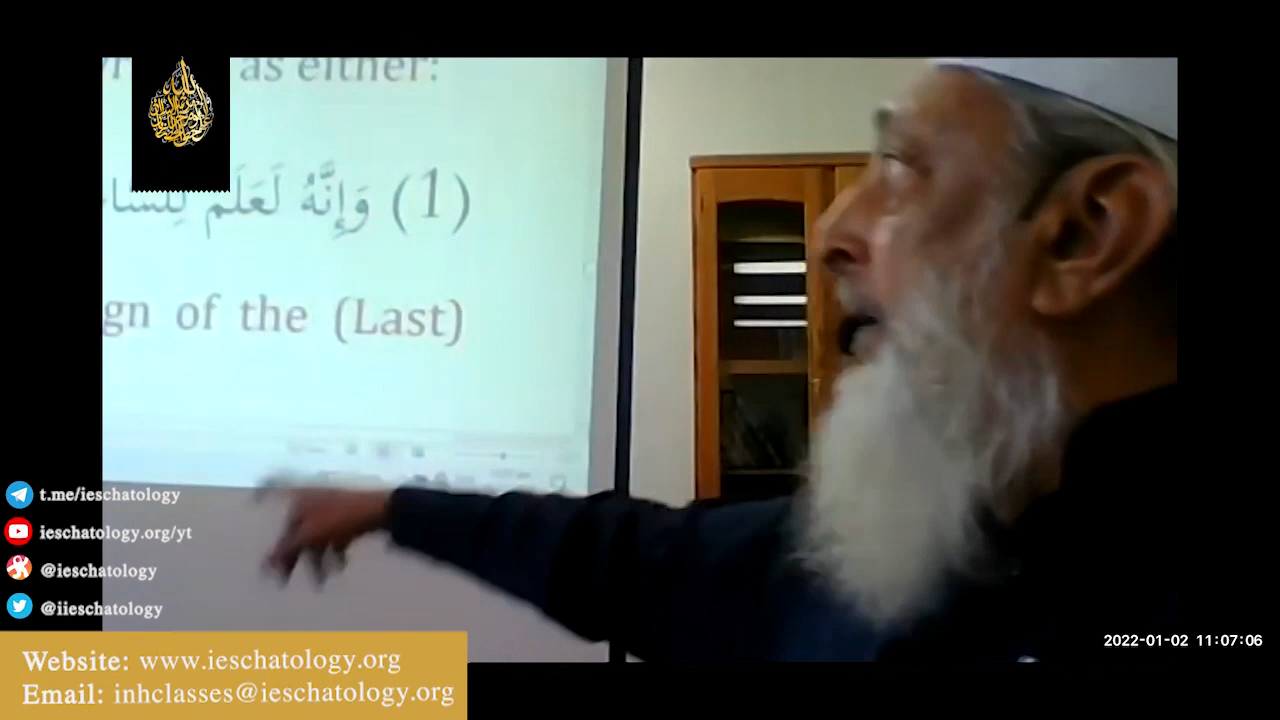 as either:
(1) وَإِنَّهُ لَعَلَم
gn of the (Last)
t.me/ieschatology
ieschatology.org/yt
@ieschatology
@iieschatology
Website: www.ieschatology.org
Email: inhclasses@ieschatology.org
2022-01-02 11:07:06